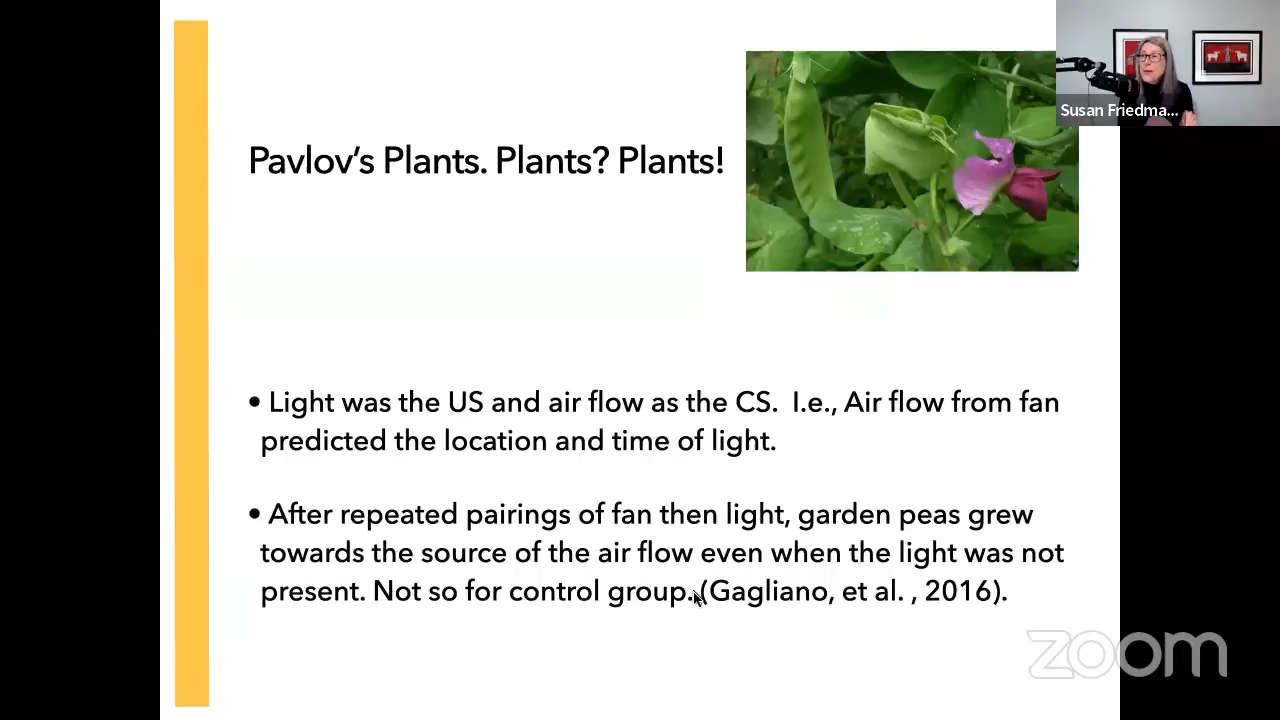 Susan Friedma...
Pavlov's Plants. Plants? Plants!
• Light was the US and air flow as the CS.  I.e., Air flow from fan
predicted the location and time of light.
• After repeated pairings of fan then light, garden peas grew
towards the source of the air flow even when the light was not
present. Not so for control group. (Gagliano, et al. , 2016).
zoom